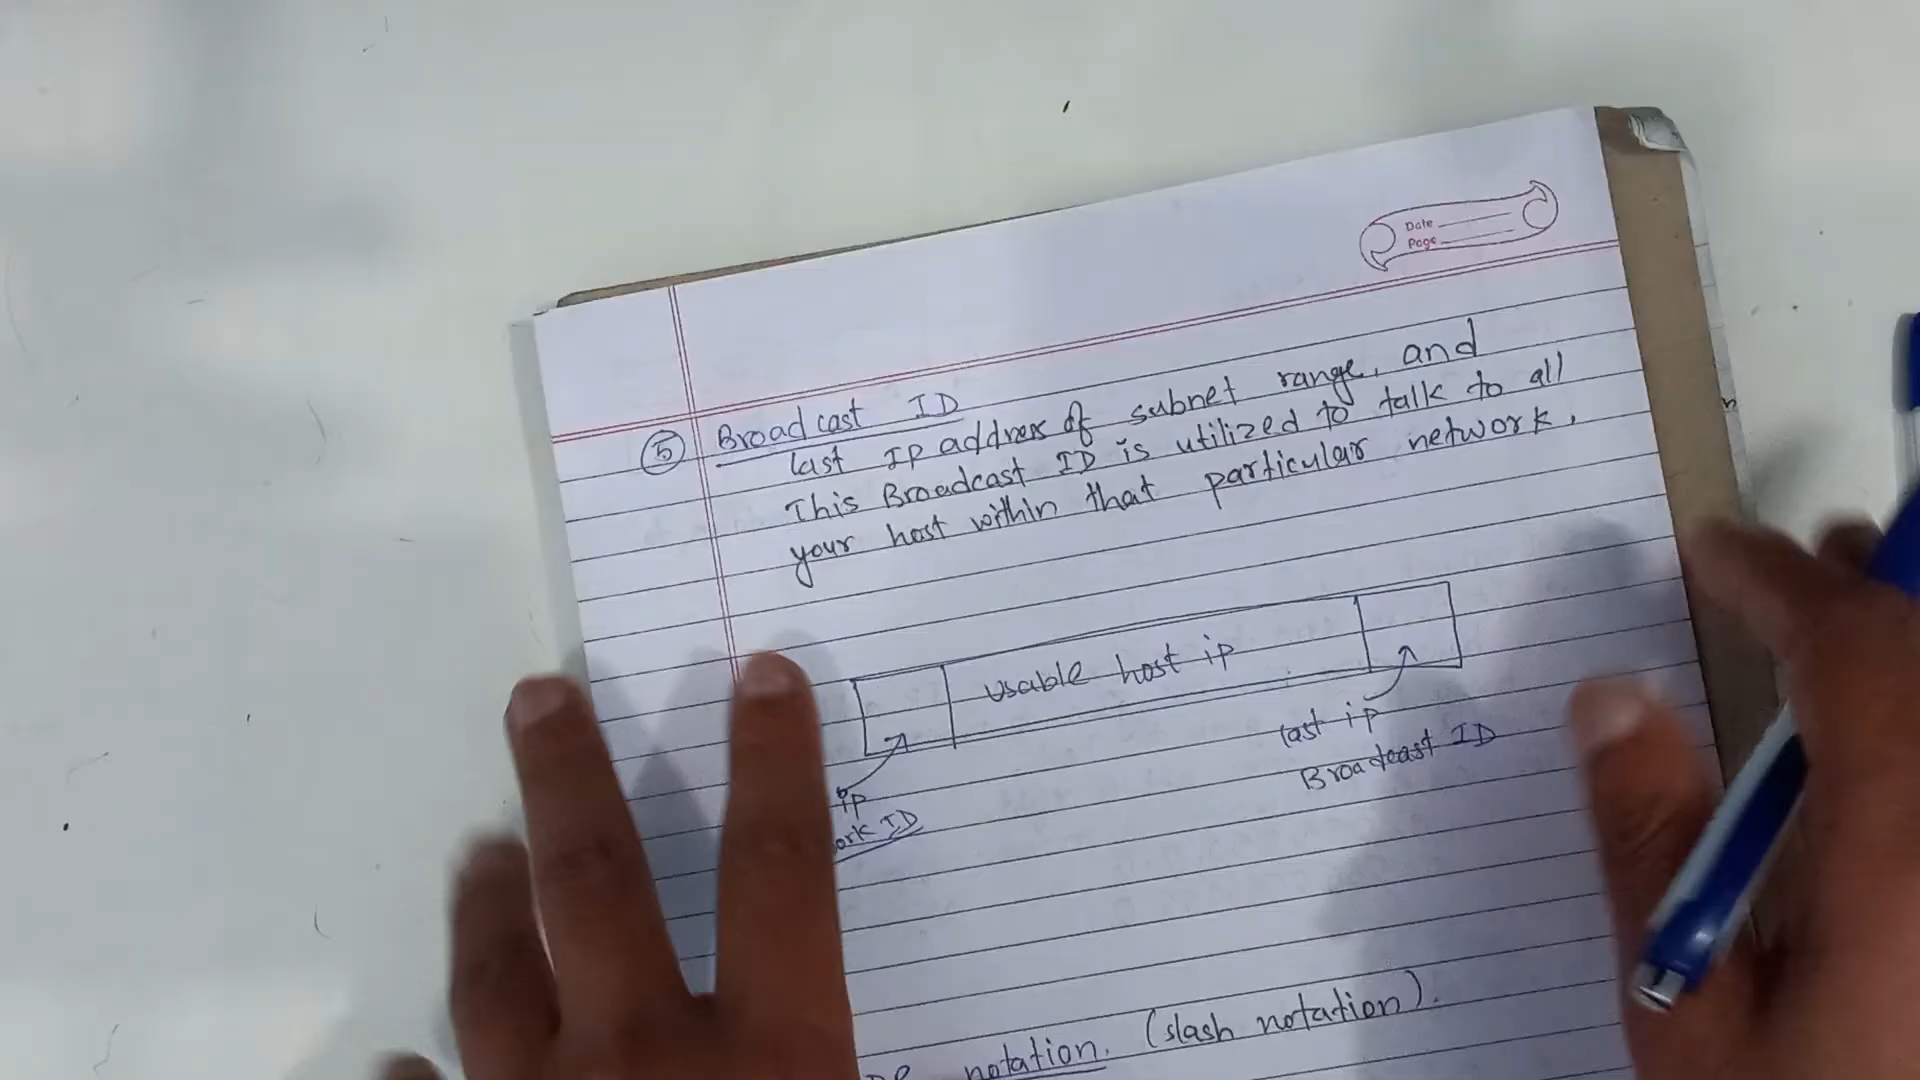 Date
Page
5 Broadcast ID
last IP address of subnet range, and
This Broadcast ID is utilized to talk to all
your host within that particular network.
usable host ip
last ip
Broadcast ID
ip
ork ID
notation. (slash notation).